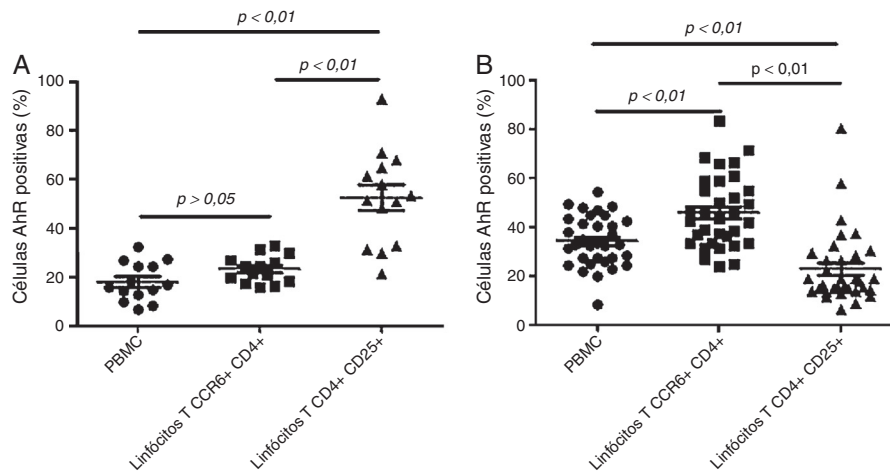 p < 0,01
A
p < 0,01
p > 0,05
Células AhR positivas (%)
100
80
60
40
20
0
PBMC
Linfócitos T CCR6+ CD4+
Linfócitos T CD4+ CD25+
p < 0,01
B
p < 0,01
p < 0,01
Células AhR positivas (%)
100
80
60
40
20
0
PBMC
Linfócitos T CCR6+ CD4+
Linfócitos T CD4+ CD25+